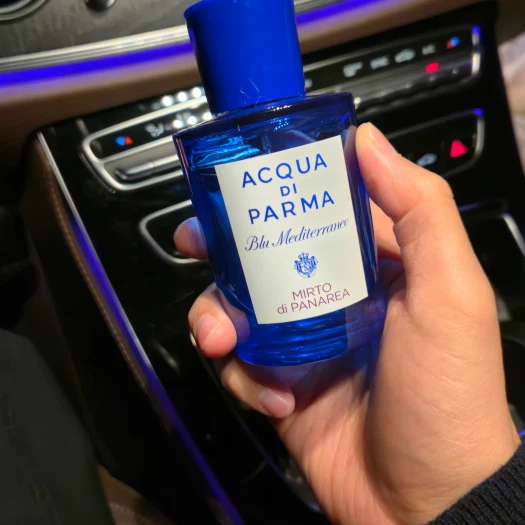 ACQUA
DI
PARMA
Blu Mediterraneo
MIRTO
di PANAREA